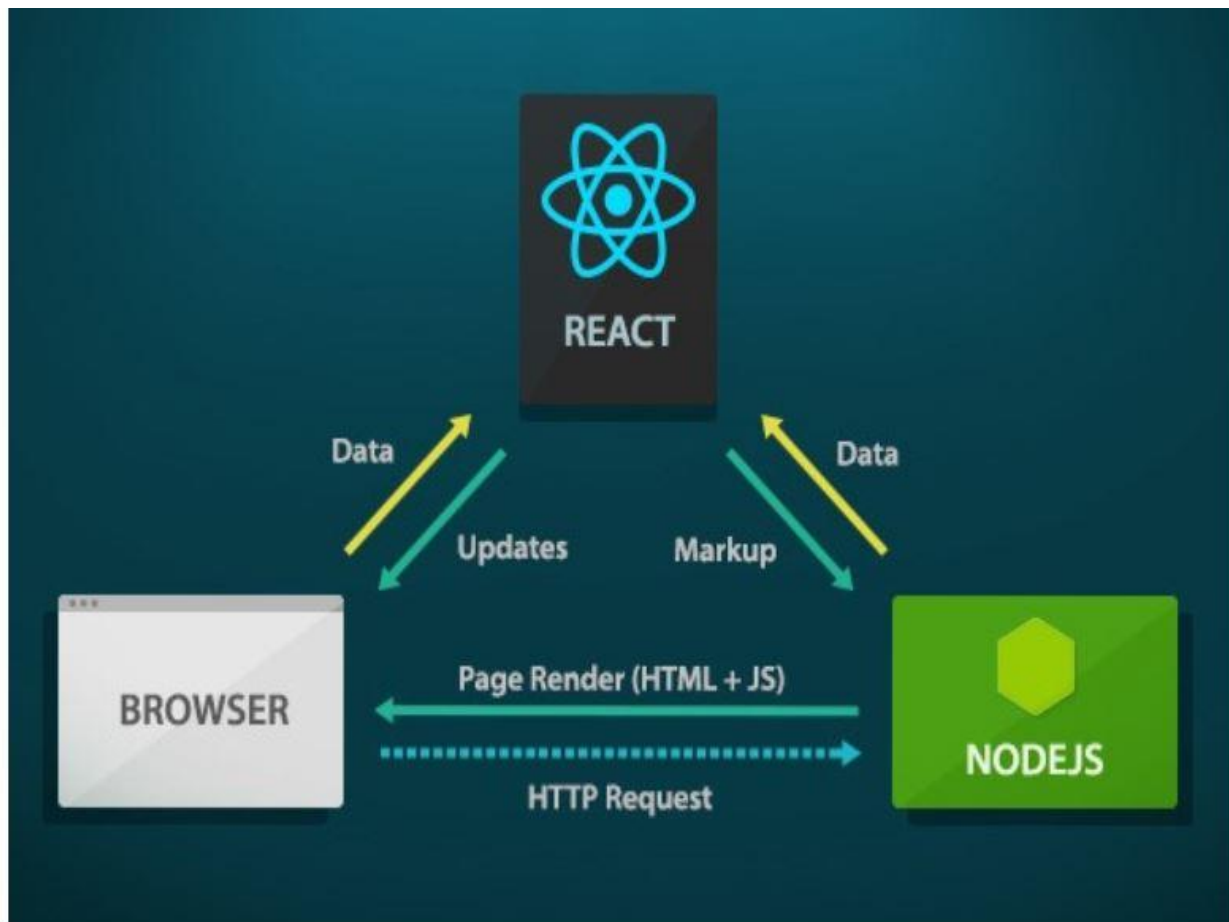 REACT
Data
Data
Updates
Markup
Page Render (HTML + JS)
BROWSER
NODEJS
HTTP Request